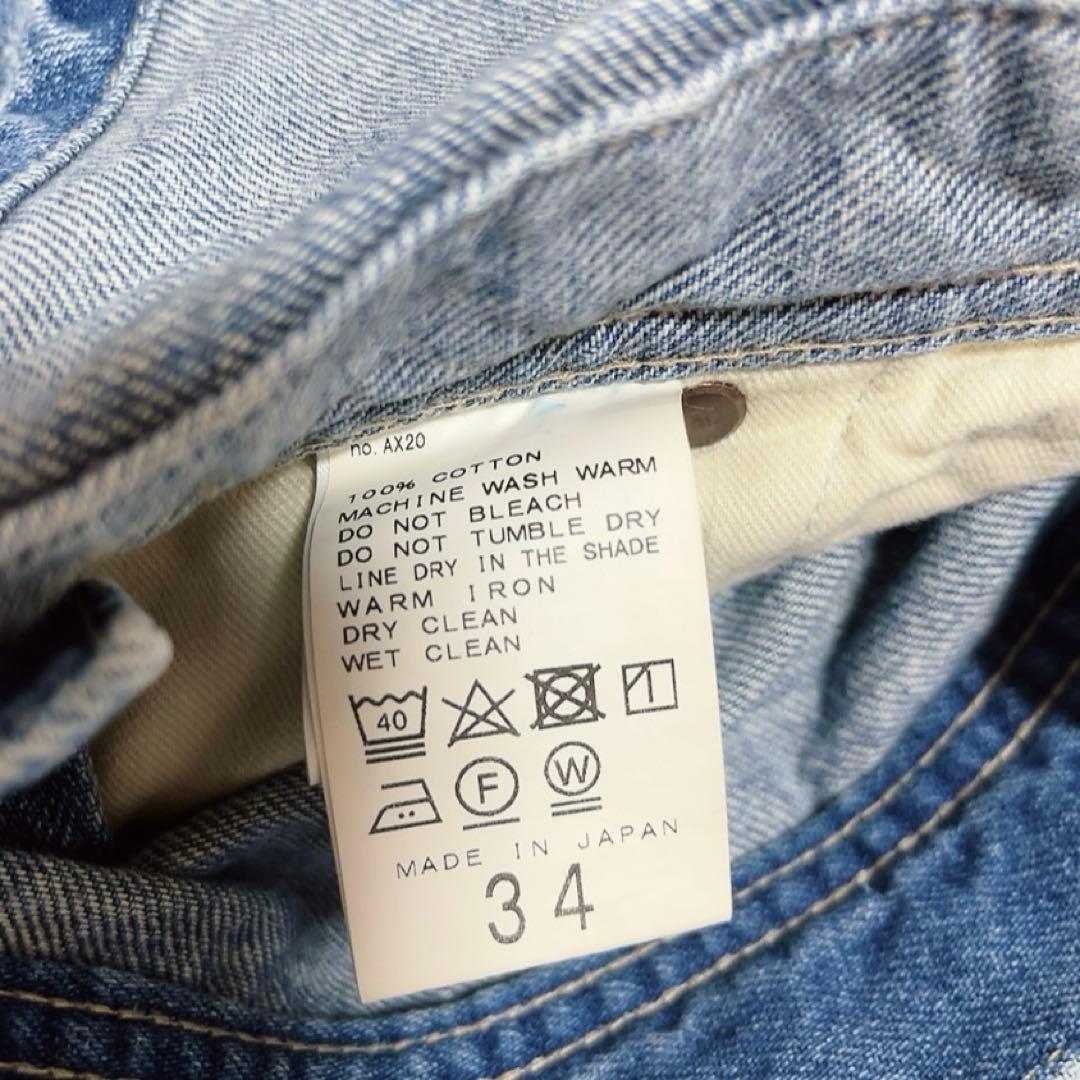 no. AX20
100% COTTON
MACHINE WASH WARM
DO NOT BLEACH
DO NOT TUMBLE DRY
LINE DRY IN THE SHADE
WARM IRON
DRY CLEAN
WET CLEAN
40
F W
MADE IN JAPAN
34